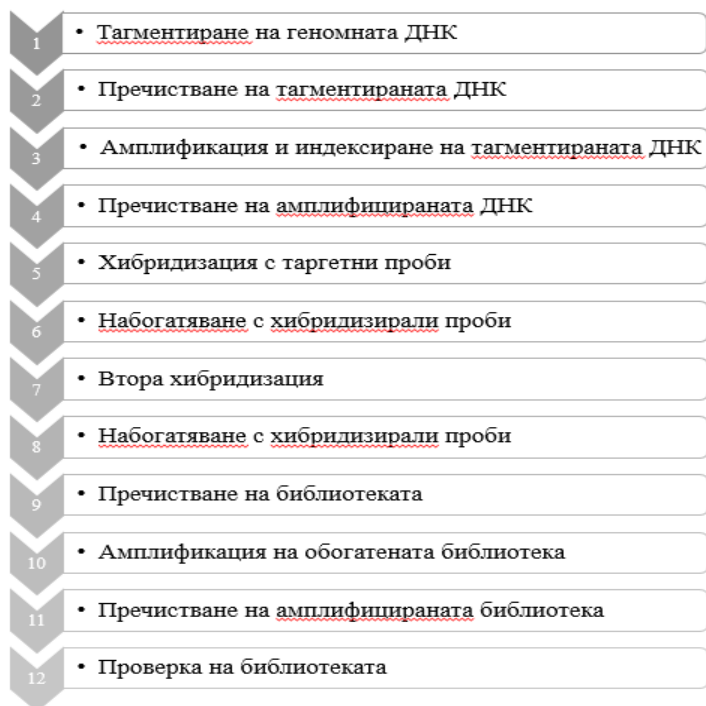 1 • Тагментиране на геномната ДНК
2 • Пречистване на тагментираната ДНК
3 • Амплификация и индексиране на тагментираната ДНК
4 • Пречистване на амплифицираната ДНК
5 • Хибридизация с таргетни проби
6 • Набогатяване с хибридизирали проби
7 • Втора хибридизация
8 • Набогатяване с хибридизирали проби
9 • Пречистване на библиотеката
10 • Амплификация на обогатената библиотека
11 • Пречистване на амплифицираната библиотека
12 • Проверка на библиотеката